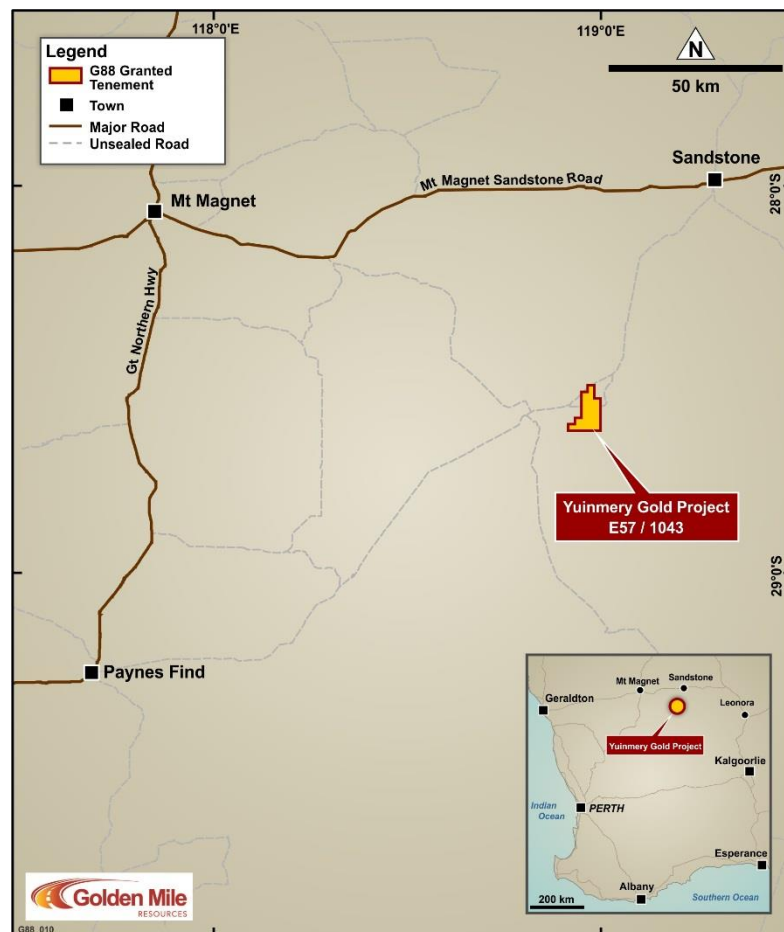 118°0'E
119°0'E
Legend
G88 Granted
Tenement
Town
Major Road
Unsealed Road
N
50 km
Sandstone
Mt Magnet Sandstone Road
28°0'S
Mt Magnet
Gt Northern Hwy
Yuinmery Gold Project
E57 / 1043
29°0'S
Paynes Find
Mt Magnet
Sandstone
Geraldton
Leonora
Yuinmery Gold Project
Kalgoorlie
Indian
Ocean
PERTH
Esperance
Albany
Southern Ocean
200 km
Golden Mile
RESOURCES
G88_010